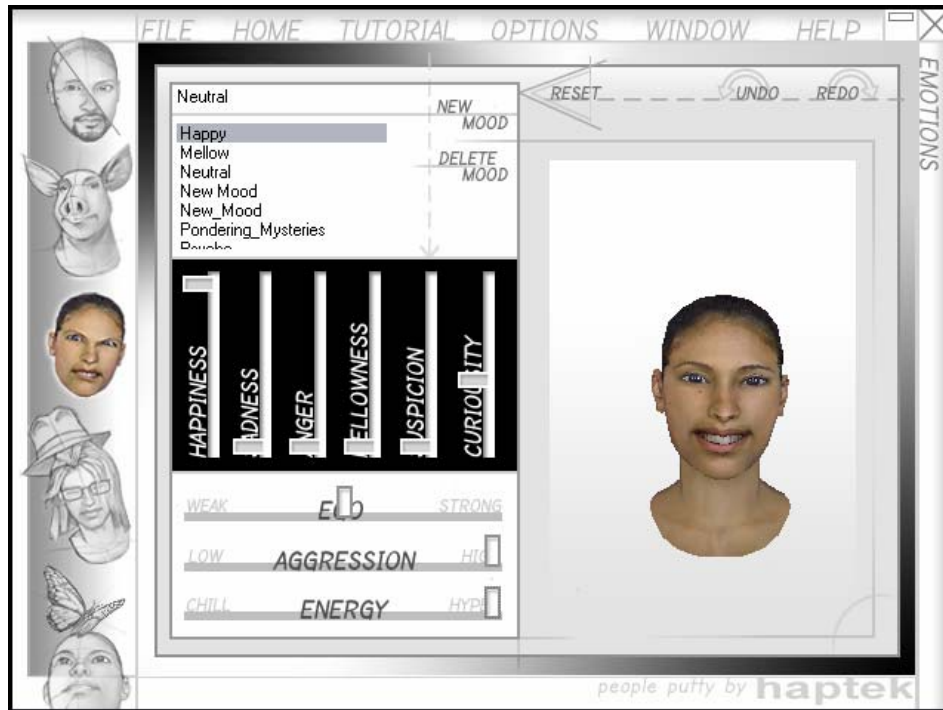 FILE HOME TUTORIAL OPTIONS WINDOW HELP
EMOTIONS
Neutral
NEW MOOD
RESET
UNDO
REDO
Happy
Mellow
Neutral
New Mood
New_Mood
Pondering_Mysteries
DELETE MOOD
HAPPINESS
CURIOSITY
WEAK
STRONG
LOW AGGRESSION
CHILL ENERGY
people putty by haptek